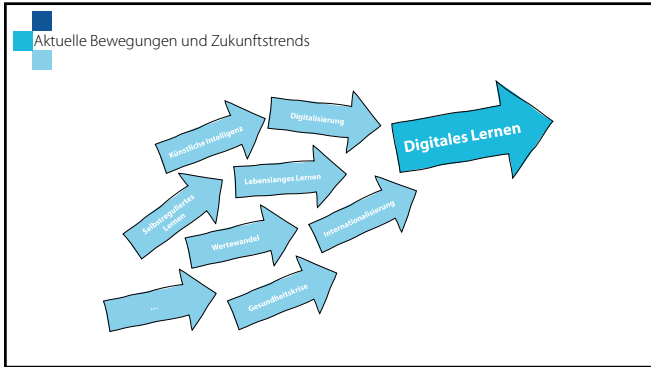 Aktuelle Bewegungen und Zukunftstrends
Digitalisierung
Künstliche Intelligenz
Digitales Lernen
Lebenslanges Lernen
Selbstreguliertes
Lernen
Internationalisierung
Wertewandel
Gesundheitskrise
...